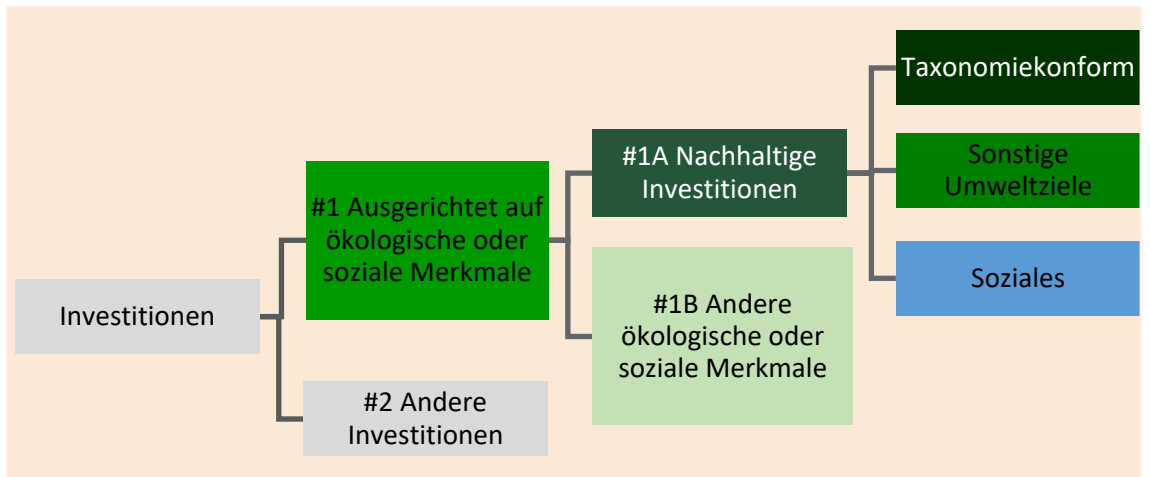 Investitionen
#1 Ausgerichtet auf
ökologische oder
soziale Merkmale
#2 Andere
Investitionen
#1A Nachhaltige
Investitionen
#1B Andere
ökologische oder
soziale Merkmale
Taxonomiekonform
Sonstige
Umweltziele
Soziales